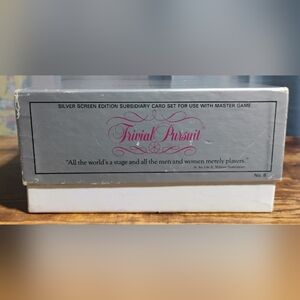 SILVER SCREEN EDITION SUBSIDIARY CARD SET FOR USE WITH MASTER GAME
Trivial Pursuit
"All the world's a stage and all the men and women merely players."
No. 8